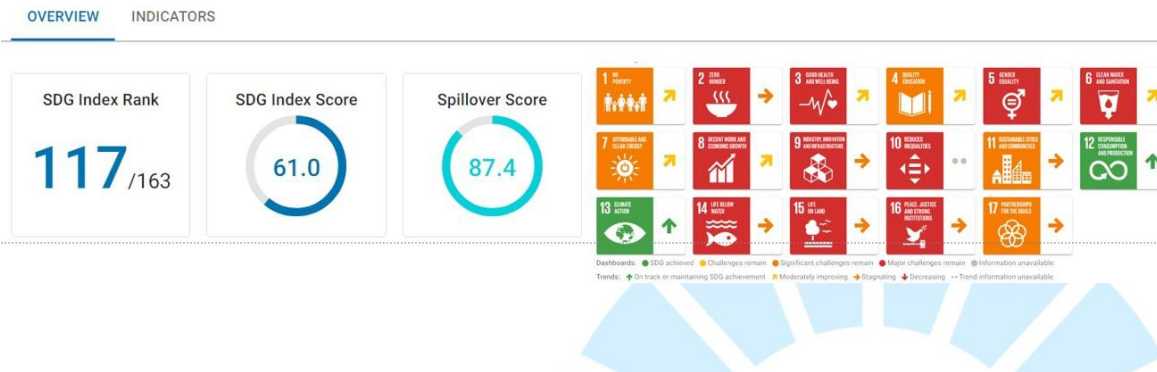 OVERVIEW INDICATORS
SDG Index Rank
117/163
SDG Index Score
61.0
Spillover Score
87.4
1 NO POVERTY
2 ZERO HUNGER
3 GOOD HEALTH AND WELL BEING
4 QUALITY EDUCATION
5 GENDER EQUALITY
6 CLEAN WATER AND SANITATION
7 AFFORDABLE AND CLEAN ENERGY
8 DECENT WORK AND ECONOMIC GROWTH
9 INDUSTRY, INNOVATION AND INFRASTRUCTURE
10 REDUCED INEQUALITIES
11 SUSTAINABLE CITIES AND COMMUNITIES
12 RESPONSIBLE CONSUMPTION AND PRODUCTION
13 CLIMATE ACTION
14 LIFE BELOW WATER
15 LIFE ON LAND
16 PEACE, JUSTICE AND STRONG INSTITUTIONS
17 PARTNERSHIPS FOR THE GOALS
Dashboards: SDG achieved Challenges remain Significant challenges remain Major challenges remain Information unavailable
Trends: On track or maintaining SDG achievement Moderately improving Stagnating Decreasing Trend information unavailable